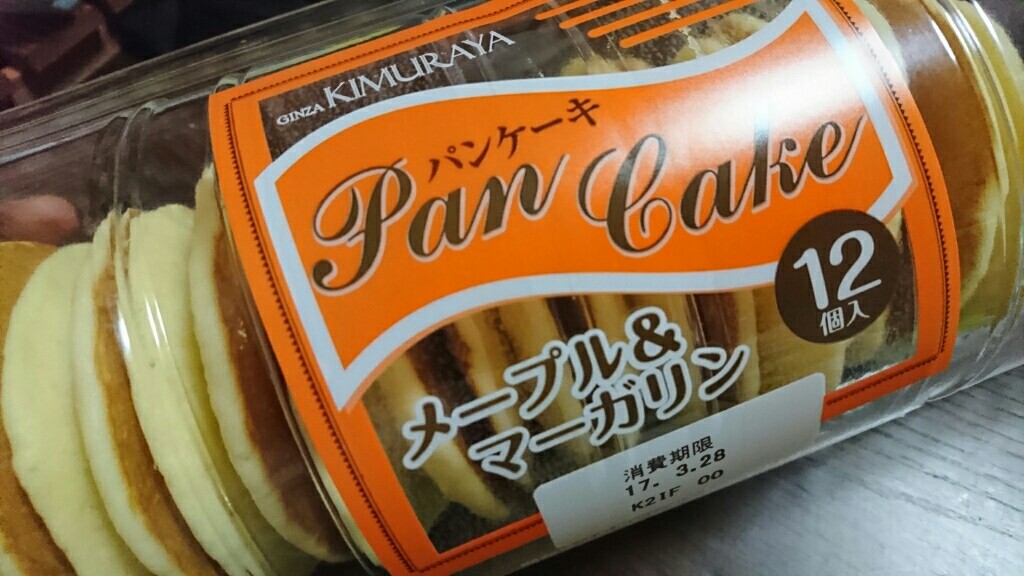 GINZA KIMURAYA
パンケーキ
Pan Cake
12
個入
メープル&
マーガリン
消費期限
17. 3.28
K2IF 00